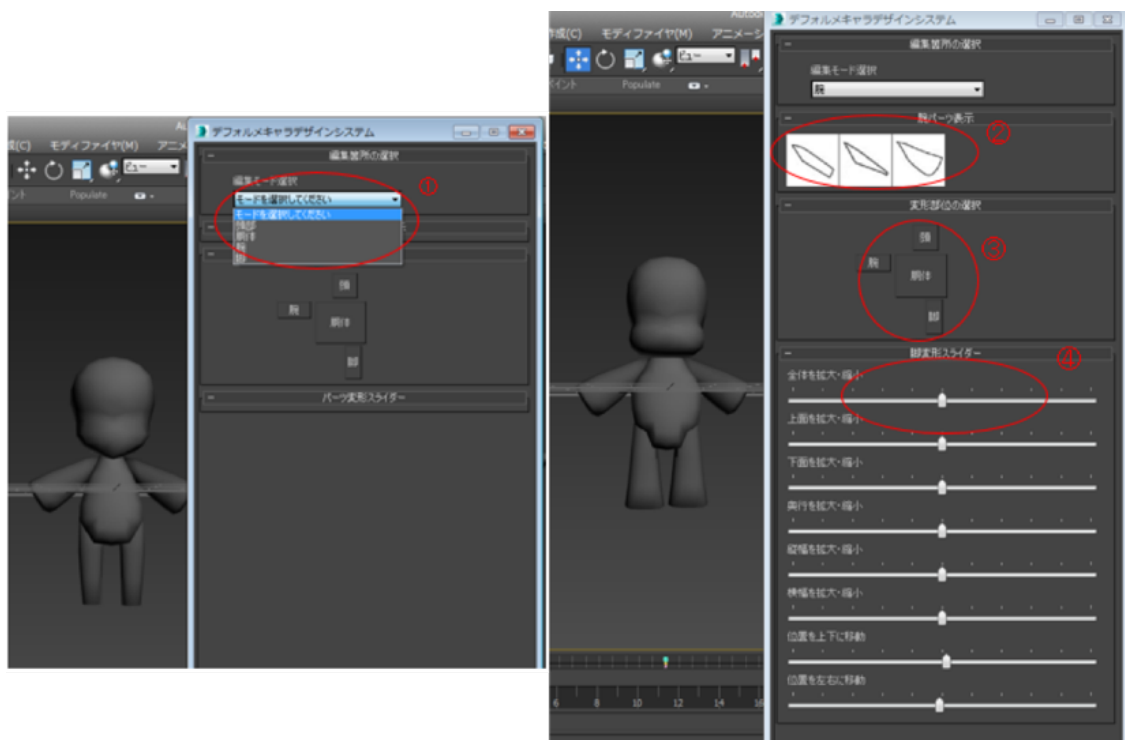 Au
デフォルメキャラデザインシステム
集(C) モディファイヤ(M) アニメ
ビュー
Populate
編集箇所の選択
編集モード選択
モードを選択してください
モードを選択してください
頭部
胴体
腕
脚
①
頭
腕
胴体
脚
パーツ変形スライダー
Autod
デフォルメキャラデザインシステム
作成(C) モディファイヤ(M) アニメーシ
ビュー
ペイント Populate
編集箇所の選択
編集モード選択
腕
腕パーツ表示
②
変形部位の選択
頭
腕
胴体
脚
③
脚変形スライダー
④
全体を拡大・縮小
上面を拡大・縮小
下面を拡大・縮小
奥行を拡大・縮小
縦幅を拡大・縮小
横幅を拡大・縮小
位置を上下に移動
位置を左右に移動
6 8 10 12 14 16